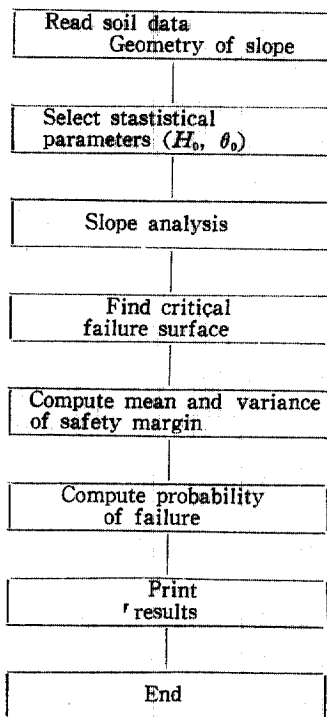 Read soil data
Geometry of slope
Select stastistical
parameters (H₀, θ₀)
Slope analysis
Find critical
failure surface
Compute mean and variance
of safety margin
Compute probability
of failure
Print
results
End